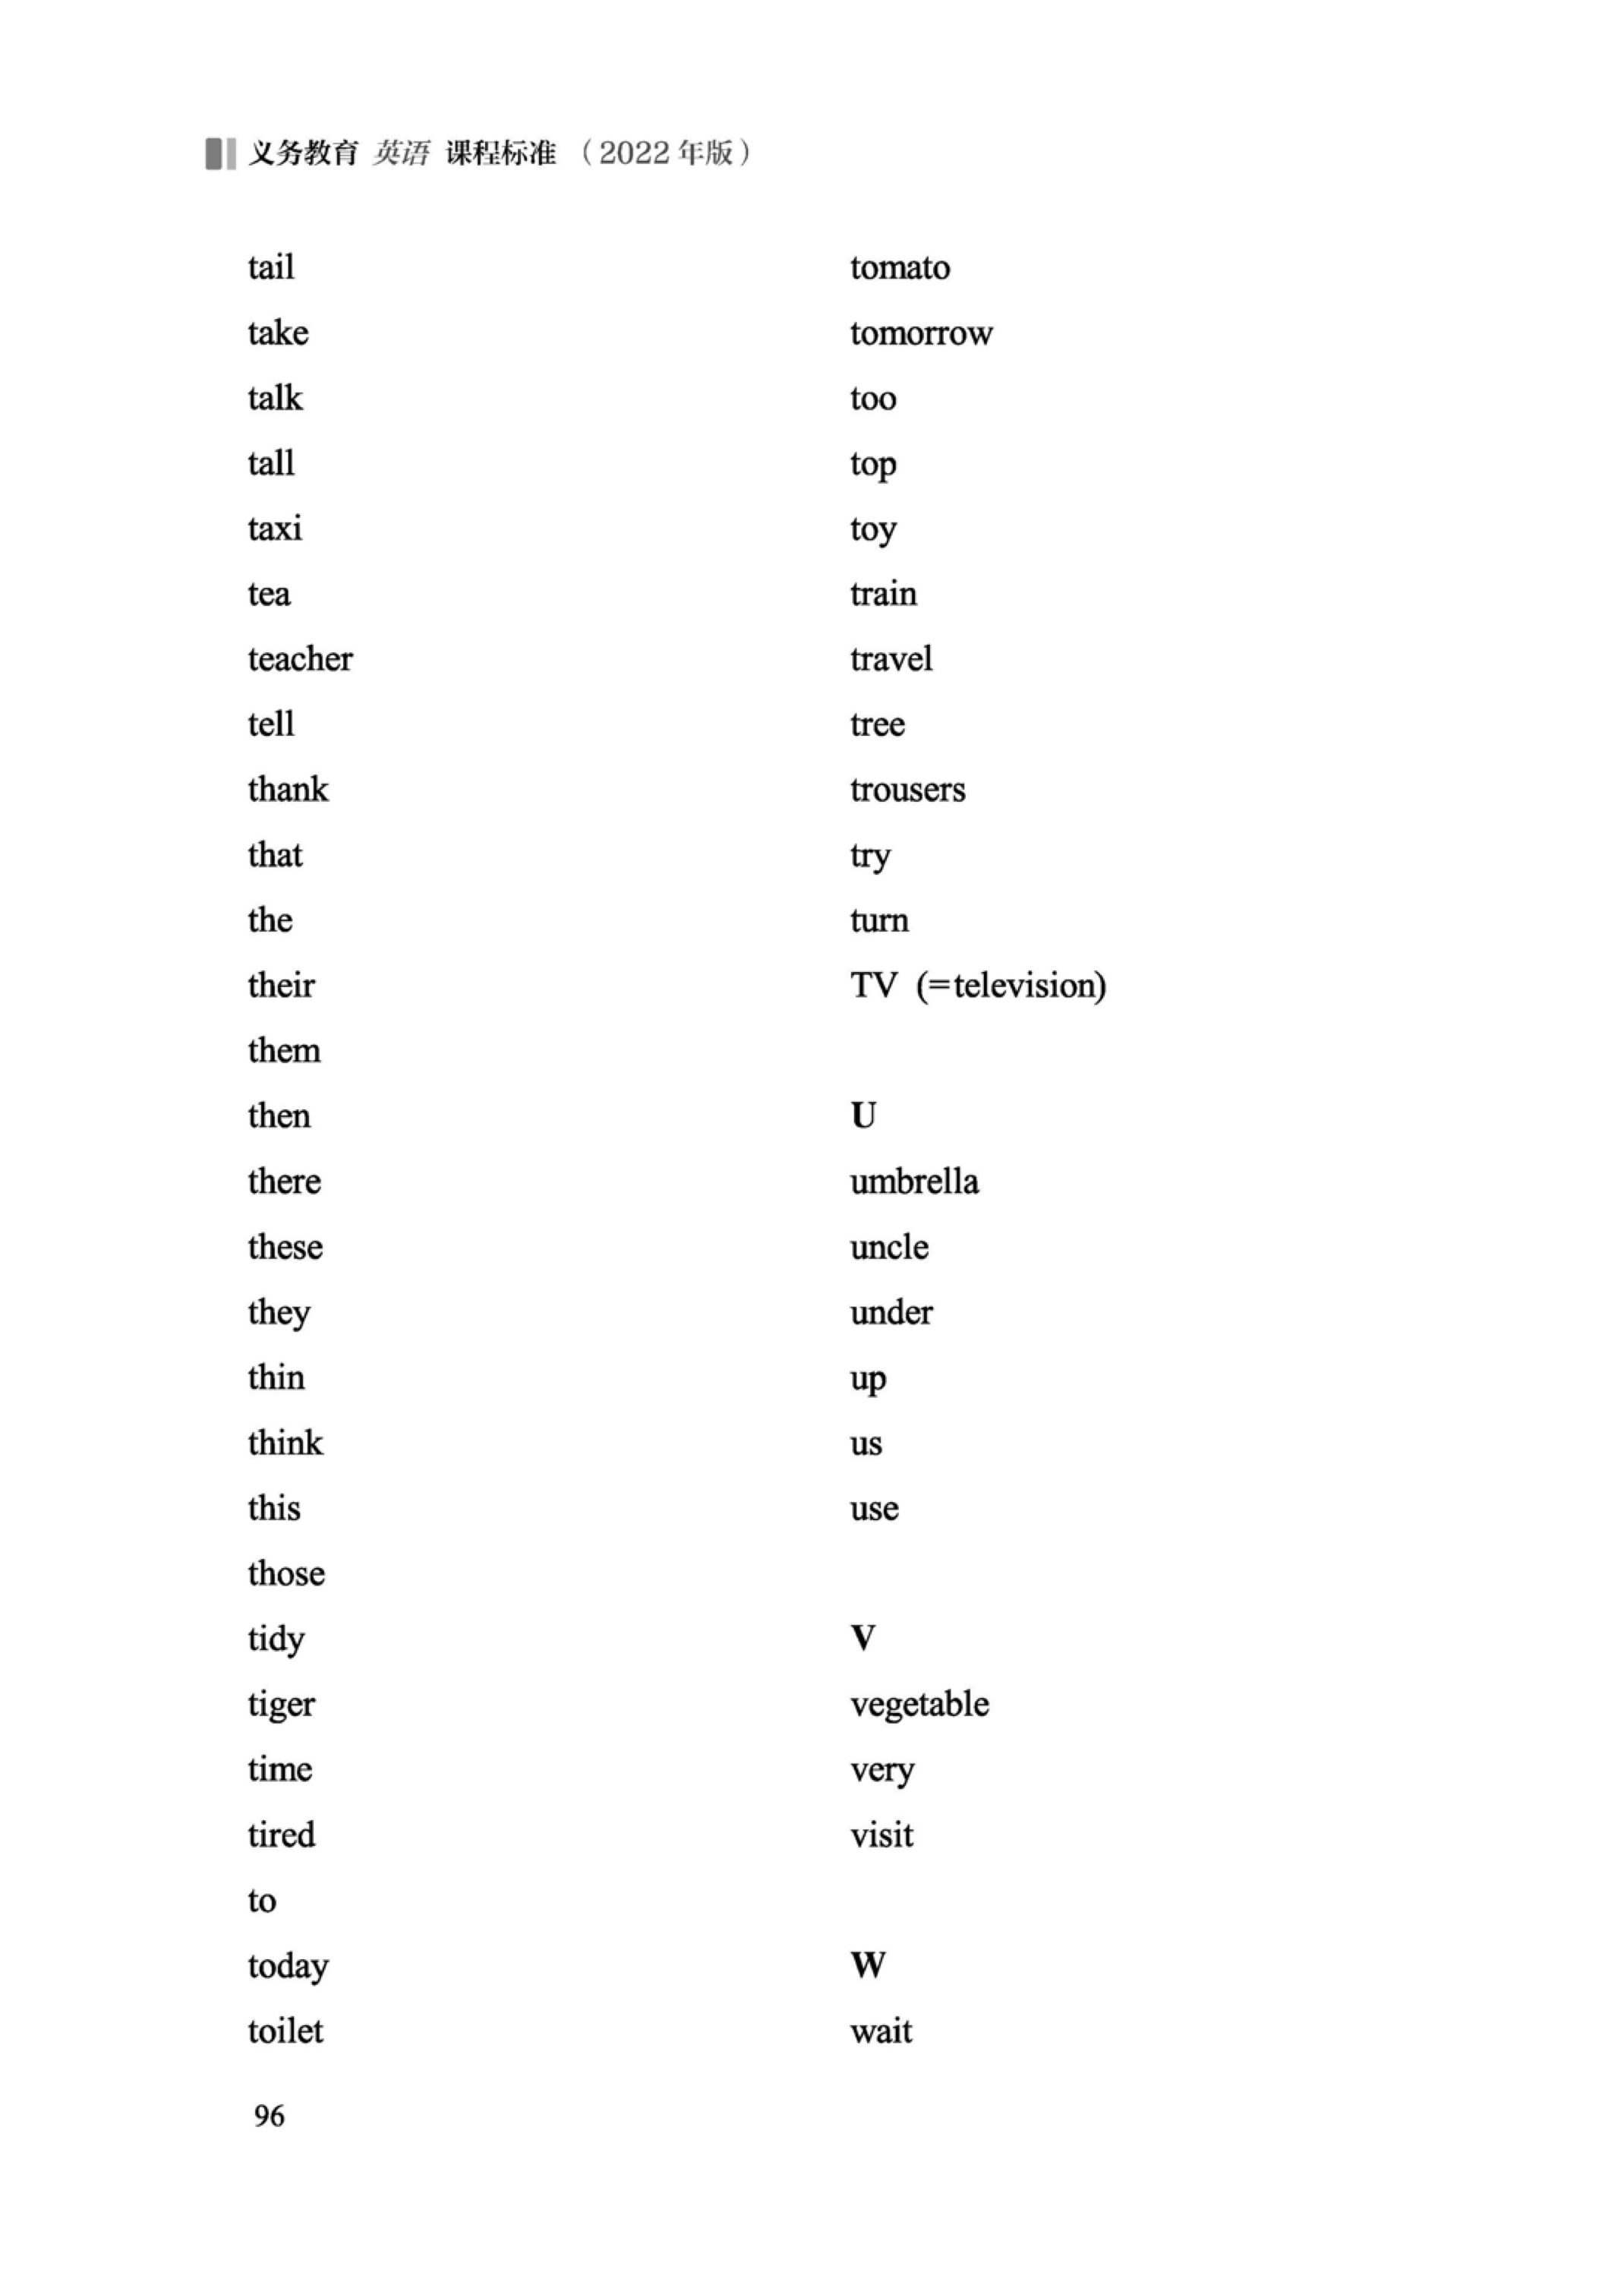 义务教育 英语 课程标准（2022 年版）
tail
take
talk
tall
taxi
tea
teacher
tell
thank
that
the
their
them
then
there
these
they
thin
think
this
those
tidy
tiger
time
tired
to
today
toilet
tomato
tomorrow
too
top
toy
train
travel
tree
trousers
try
turn
TV (=television)
U
umbrella
uncle
under
up
us
use
V
vegetable
very
visit
W
wait
96